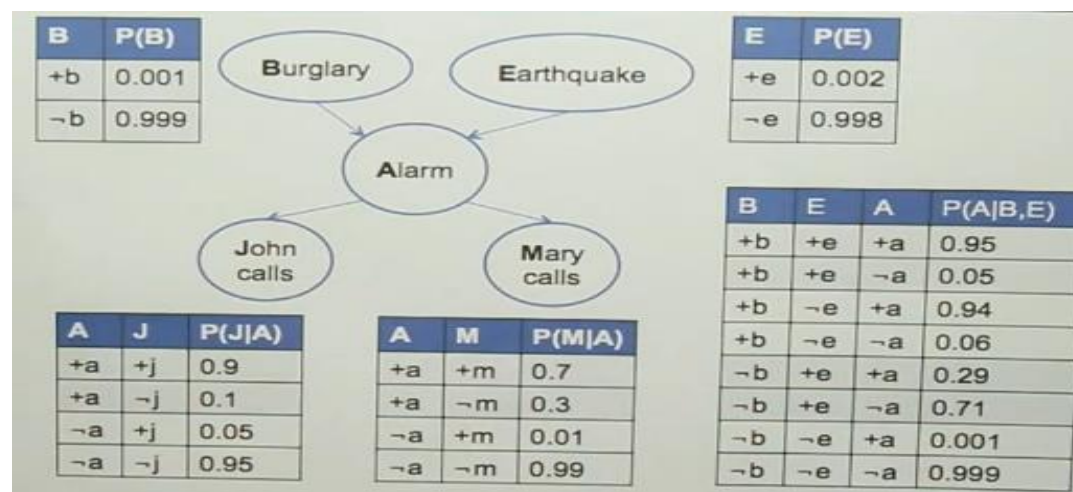 B P(B)
+b 0.001
¬b 0.999
Burglary
Earthquake
E P(E)
+e 0.002
¬e 0.998
Alarm
John
calls
Mary
calls
A J P(J|A)
+a +j 0.9
+a ¬j 0.1
¬a +j 0.05
¬a ¬j 0.95
A M P(M|A)
+a +m 0.7
+a ¬m 0.3
¬a +m 0.01
¬a ¬m 0.99
B E A P(A|B,E)
+b +e +a 0.95
+b +e ¬a 0.05
+b ¬e +a 0.94
+b ¬e ¬a 0.06
¬b +e +a 0.29
¬b +e ¬a 0.71
¬b ¬e +a 0.001
¬b ¬e ¬a 0.999